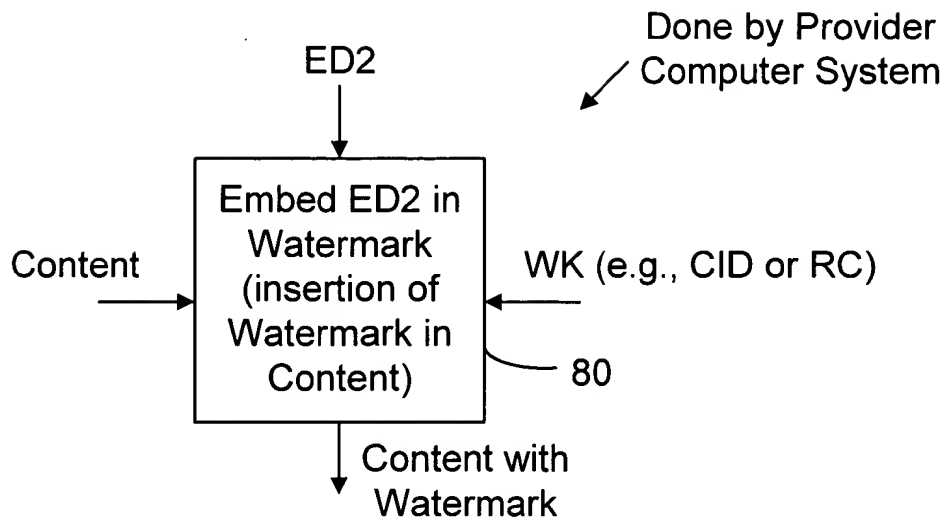 Done by Provider
Computer System
ED2
Embed ED2 in
Watermark
(insertion of
Watermark in
Content)
Content
WK (e.g., CID or RC)
80
Content with
Watermark